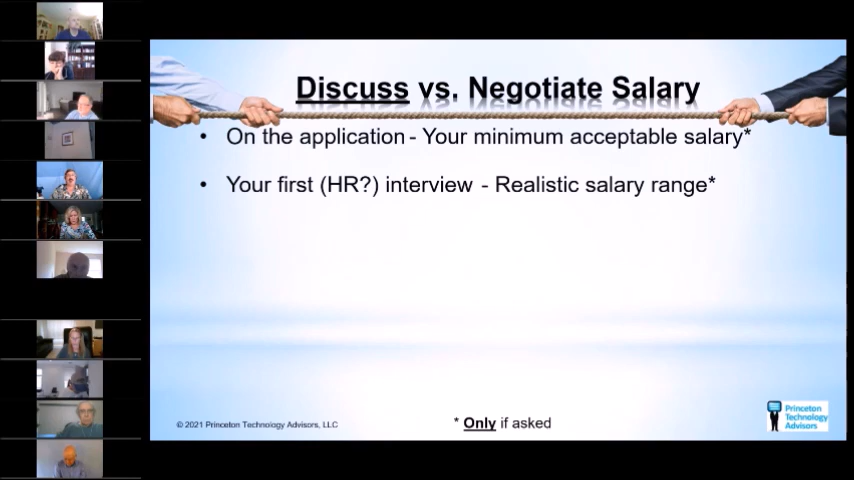 Discuss vs. Negotiate Salary
• On the application - Your minimum acceptable salary*
• Your first (HR?) interview - Realistic salary range*
© 2021 Princeton Technology Advisors, LLC
* Only if asked
Princeton
Technology
Advisors